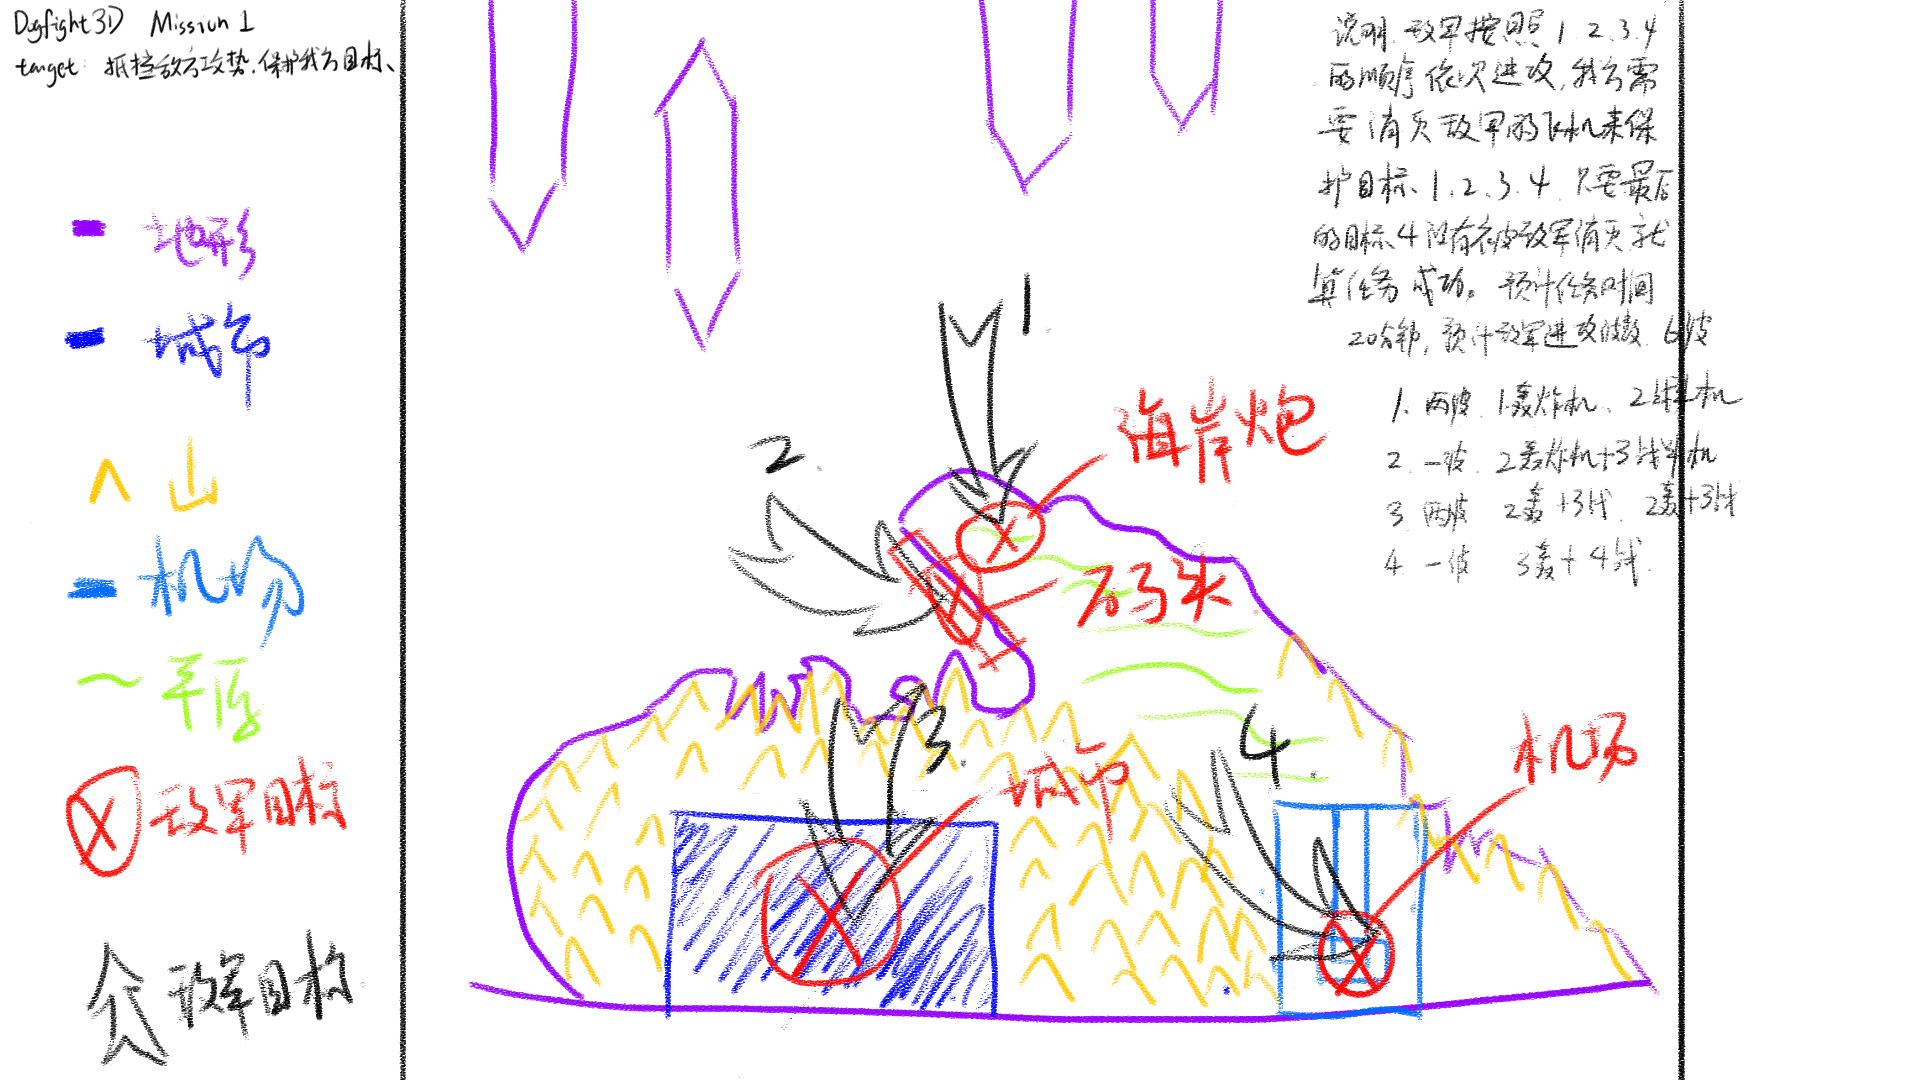 Dogfight 3D Mission 1
target: 抵挡敌方攻势,保护我方目标、
地形
城市
山
机场
平原
敌军目标
敌军目标
说明 敌军按照 1.2.3.4
的顺序依次进攻,我方需
要消灭敌军的飞机来保
护目标、1.2.3.4 只要最后
的目标、4没有被敌军消灭就
算任务成功。预计任务时间
20分钟,预计敌军进攻波数 6波
1. 两波 1轰炸机、2战斗机
2. 一波. 2轰炸机+3战斗机
3. 两波 2轰+3战. 2轰+3战
4. 一波 3轰+4战.
1
海岸炮
2.
码头
3.
城市
4.
机场